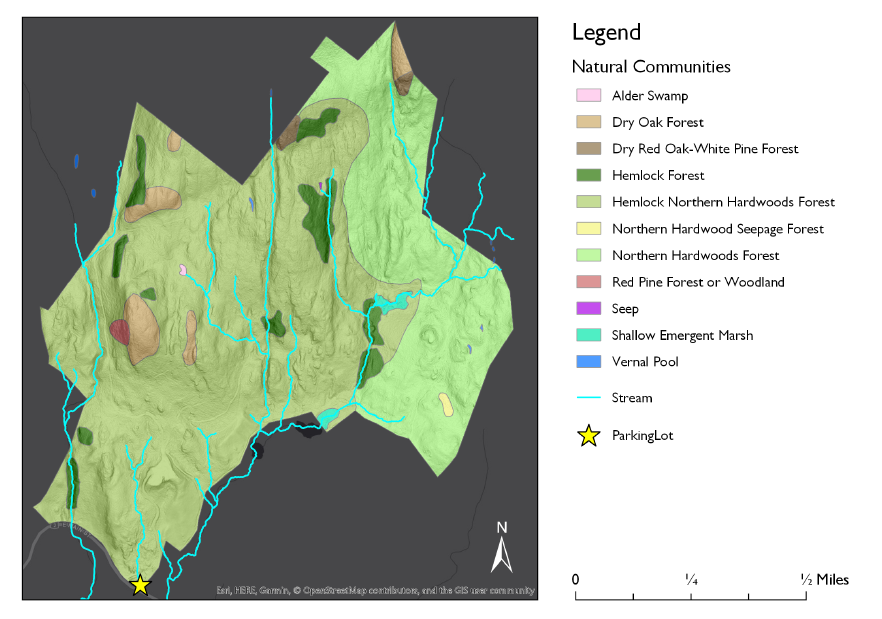 Legend
Natural Communities
Alder Swamp
Dry Oak Forest
Dry Red Oak-White Pine Forest
Hemlock Forest
Hemlock Northern Hardwoods Forest
Northern Hardwood Seepage Forest
Northern Hardwoods Forest
Red Pine Forest or Woodland
Seep
Shallow Emergent Marsh
Vernal Pool
Stream
ParkingLot
N
0 ¼ ½ Miles
Esri, HERE, Garmin, © OpenStreetMap contributors, and the GIS user community